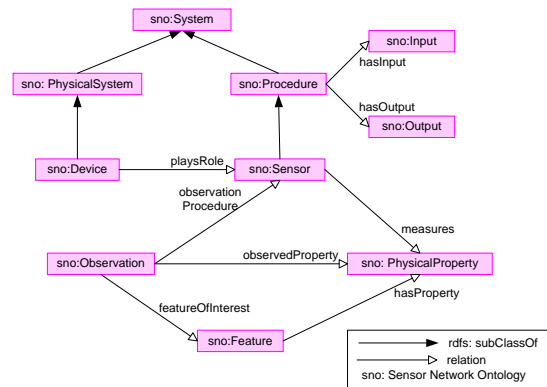 sno:System
sno:Input
hasInput
sno: PhysicalSystem
sno:Procedure
hasOutput
sno:Output
playsRole
sno:Device
sno:Sensor
observation
Procedure
measures
observedProperty
sno:Observation
sno: PhysicalProperty
featureOfInterest
hasProperty
sno:Feature
rdfs: subClassOf
relation
sno: Sensor Network Ontology